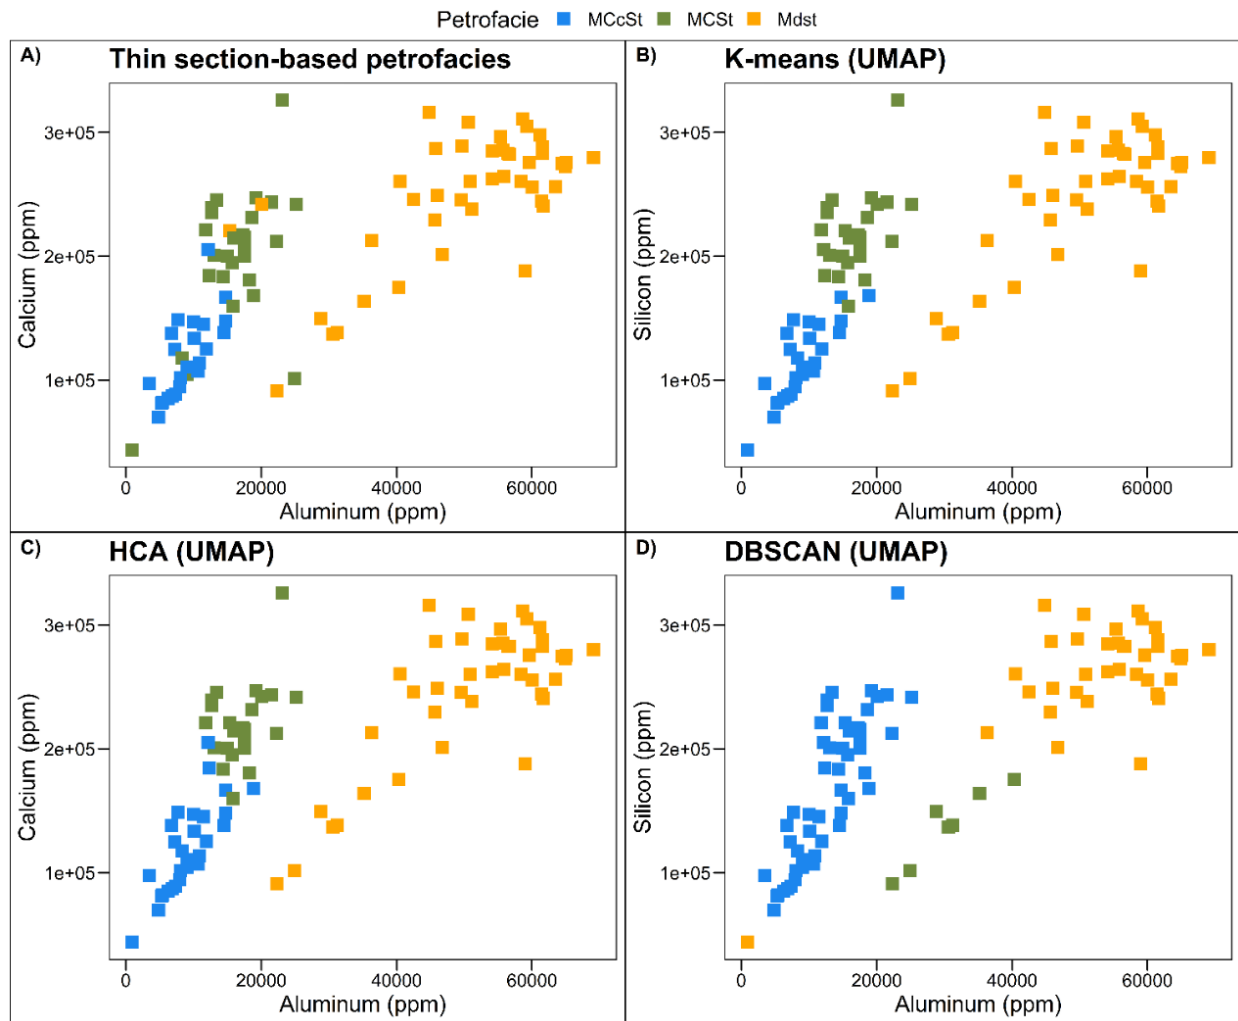 Petrofacie MCcSt MCSt Mdst
A) Thin section-based petrofacies
3e+05
2e+05
1e+05
Calcium (ppm)
0 20000 40000 60000
Aluminum (ppm)
B) K-means (UMAP)
3e+05
2e+05
1e+05
Silicon (ppm)
0 20000 40000 60000
Aluminum (ppm)
C) HCA (UMAP)
3e+05
2e+05
1e+05
Calcium (ppm)
0 20000 40000 60000
Aluminum (ppm)
D) DBSCAN (UMAP)
3e+05
2e+05
1e+05
Silicon (ppm)
0 20000 40000 60000
Aluminum (ppm)